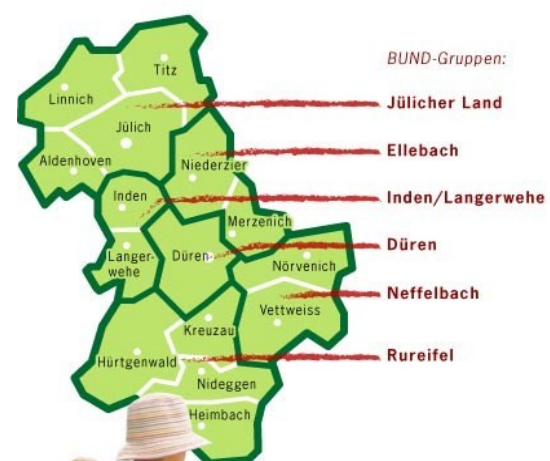 BUND-Gruppen:
Titz
Linnich
Jülicher Land
Jülich
Aldenhoven
Niederzier
Ellebach
Inden
Inden/Langerwehe
Merzenich
Langer-
wehe
Düren
Düren
Nörvenich
Neffelbach
Vettweiss
Kreuzau
Hürtgenwald
Rureifel
Nideggen
Heimbach